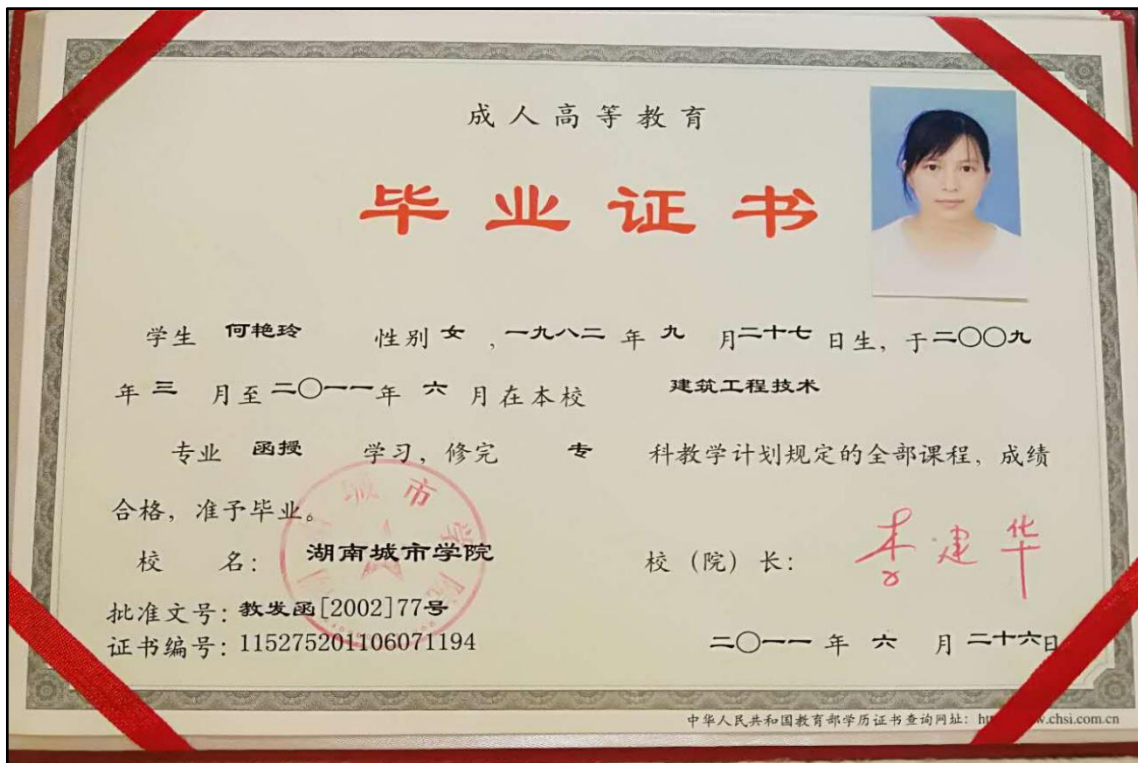 成人高等教育
毕业证书
学生 何艳玲 性别 女 , 一九八二 年 九 月二十七 日生, 于二〇〇九
年 三 月至 二〇一一年 六 月在本校 建筑工程技术
专业 函授 学习, 修完 专 科教学计划规定的全部课程, 成绩
合格, 准予毕业。
城市学院
校 名: 湖南城市学院 校 (院) 长: 李建华
批准文号: 教发函[2002]77号
证书编号: 115275201106071194 二〇一一 年 六 月 二十六日
中华人民共和国教育部学历证书查询网址: w.chsi.com.cn